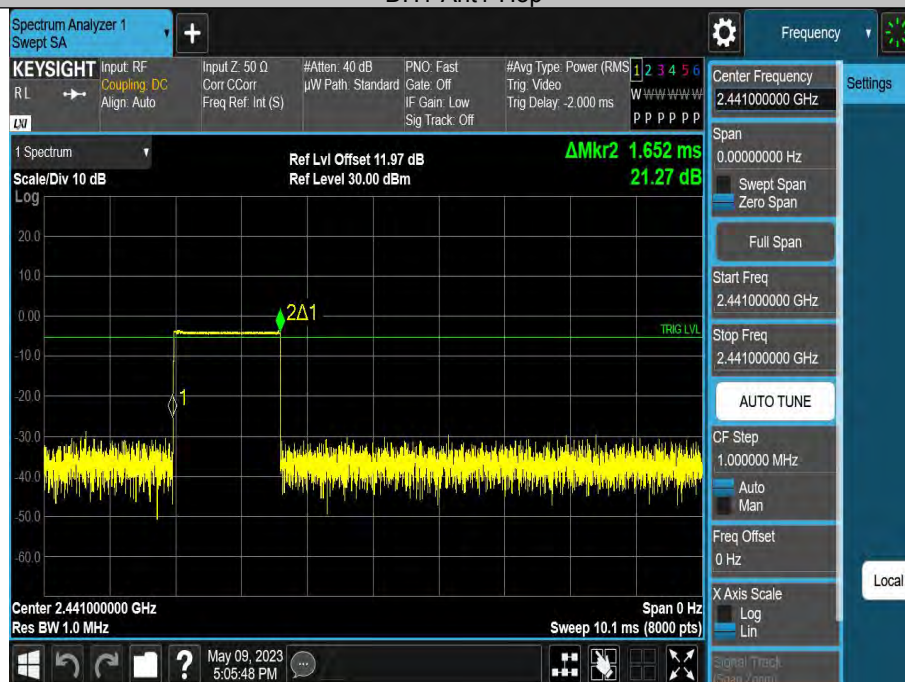 Spectrum Analyzer 1
Swept SA
+
Frequency
KEYSIGHT
RL
LXI
Input: RF
Coupling: DC
Align: Auto
Input Z: 50 Ω
Corr CCorr
Freq Ref: Int (S)
#Atten: 40 dB
µW Path: Standard
PNO: Fast
Gate: Off
IF Gain: Low
Sig Track: Off
#Avg Type: Power (RMS
Trig: Video
Trig Delay: -2.000 ms
1 2 3 4 5 6
W W W W W W
P P P P P P
Center Frequency
2.441000000 GHz
Settings
1 Spectrum
Scale/Div 10 dB
Ref Lvl Offset 11.97 dB
Ref Level 30.00 dBm
ΔMkr2 1.652 ms
21.27 dB
Span
0.00000000 Hz
Swept Span
Zero Span
Full Span
Start Freq
2.441000000 GHz
Stop Freq
2.441000000 GHz
AUTO TUNE
CF Step
1.000000 MHz
Auto
Man
Freq Offset
0 Hz
X Axis Scale
Log
Lin
Signal Track
(Span Zoom)
Local
Log
20.0
10.0
0.00
-10.0
-20.0
-30.0
-40.0
-50.0
-60.0
2Δ1
TRIG LVL
1
Center 2.441000000 GHz
Res BW 1.0 MHz
Span 0 Hz
Sweep 10.1 ms (8000 pts)
?
May 09, 2023
5:05:48 PM